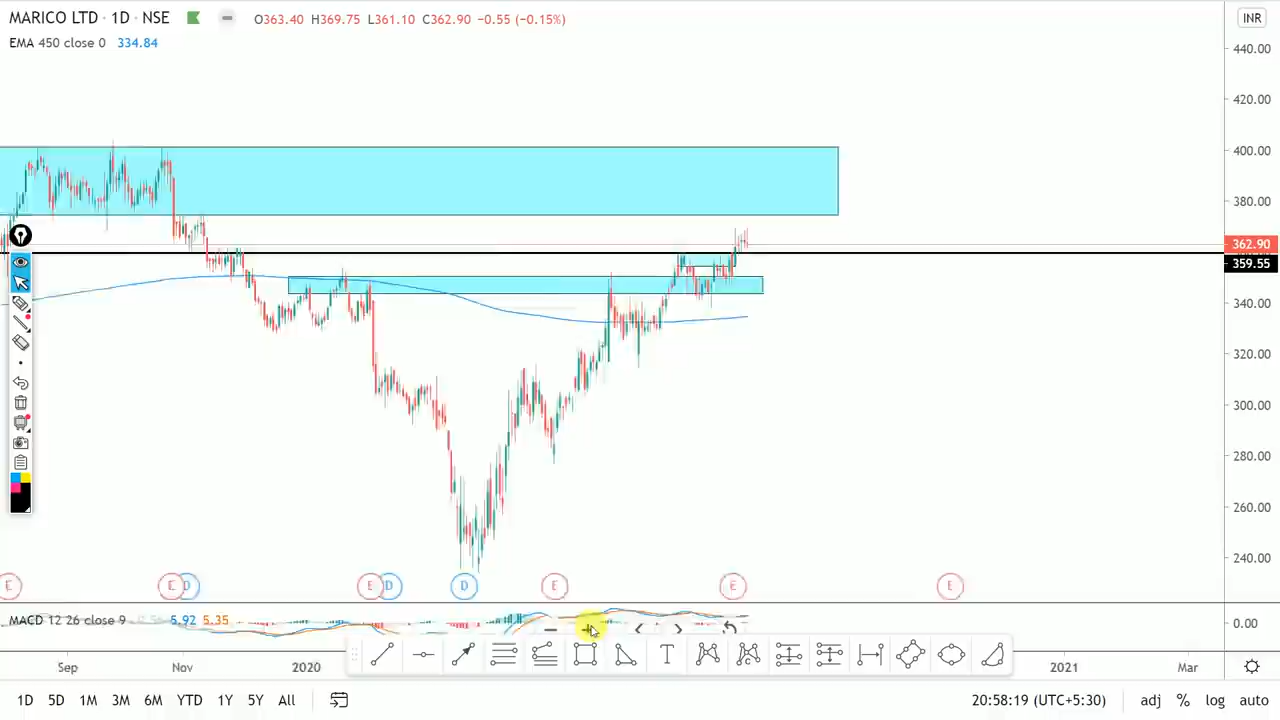 MARICO LTD · 1D · NSE O363.40 H369.75 L361.10 C362.90 −0.55 (−0.15%) INR
EMA 450 close 0 334.84
440.00
420.00
400.00
380.00
362.90
359.55
340.00
320.00
300.00
280.00
260.00
240.00
E E D E D D E E E
MACD 12 26 close 9 5.92 5.35 0.00
T C
Sep Nov 2020 2021 Mar
1D 5D 1M 3M 6M YTD 1Y 5Y All 20:58:19 (UTC+5:30) adj % log auto